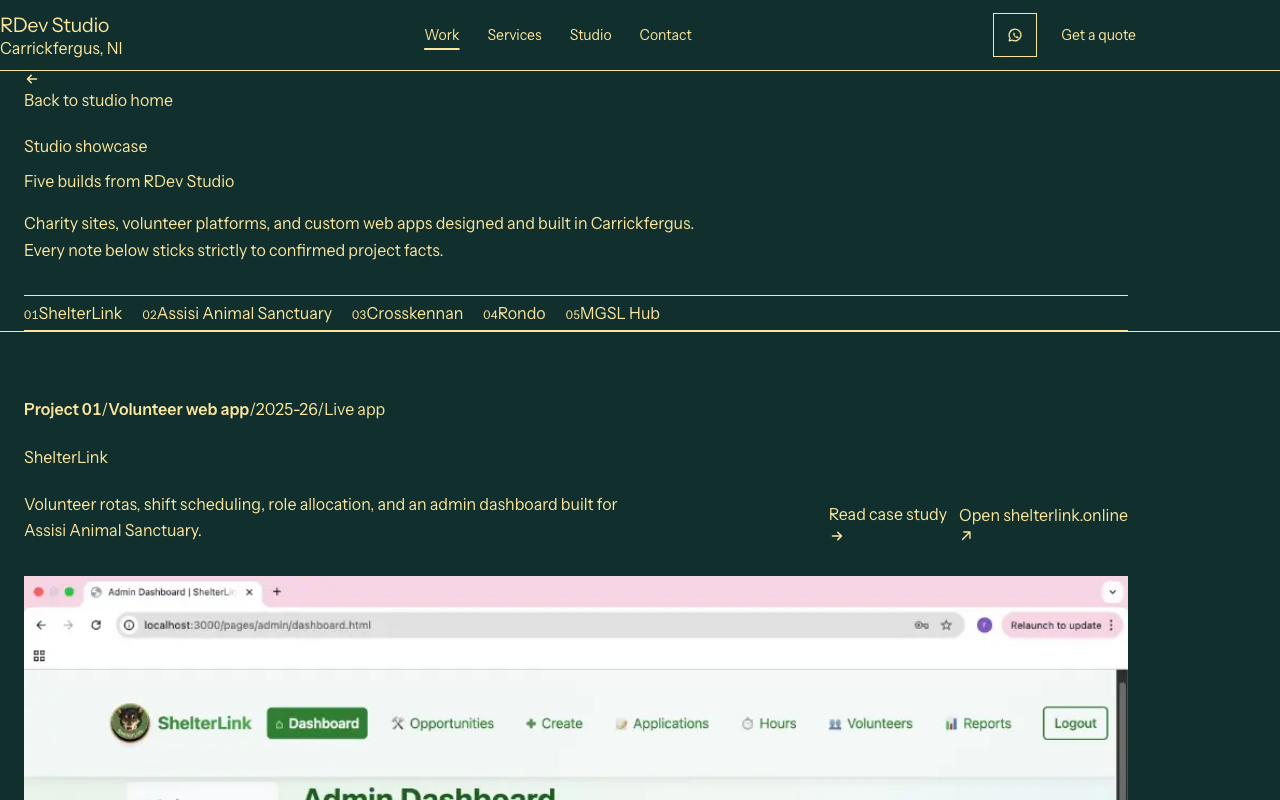 RDev Studio
Carrickfergus, NI
Work Services Studio Contact
Get a quote
←
Back to studio home
Studio showcase
Five builds from RDev Studio
Charity sites, volunteer platforms, and custom web apps designed and built in Carrickfergus.
Every note below sticks strictly to confirmed project facts.
01ShelterLink 02Assisi Animal Sanctuary 03Crosskennan 04Rondo 05MGSL Hub
Project 01/Volunteer web app/2025-26/Live app
ShelterLink
Volunteer rotas, shift scheduling, role allocation, and an admin dashboard built for
Assisi Animal Sanctuary.
Read case study
→
Open shelterlink.online
↗
Admin Dashboard | ShelterLin
localhost:3000/pages/admin/dashboard.html
Relaunch to update
ShelterLink Dashboard Opportunities Create Applications Hours Volunteers Reports Logout
Admin Dashboard